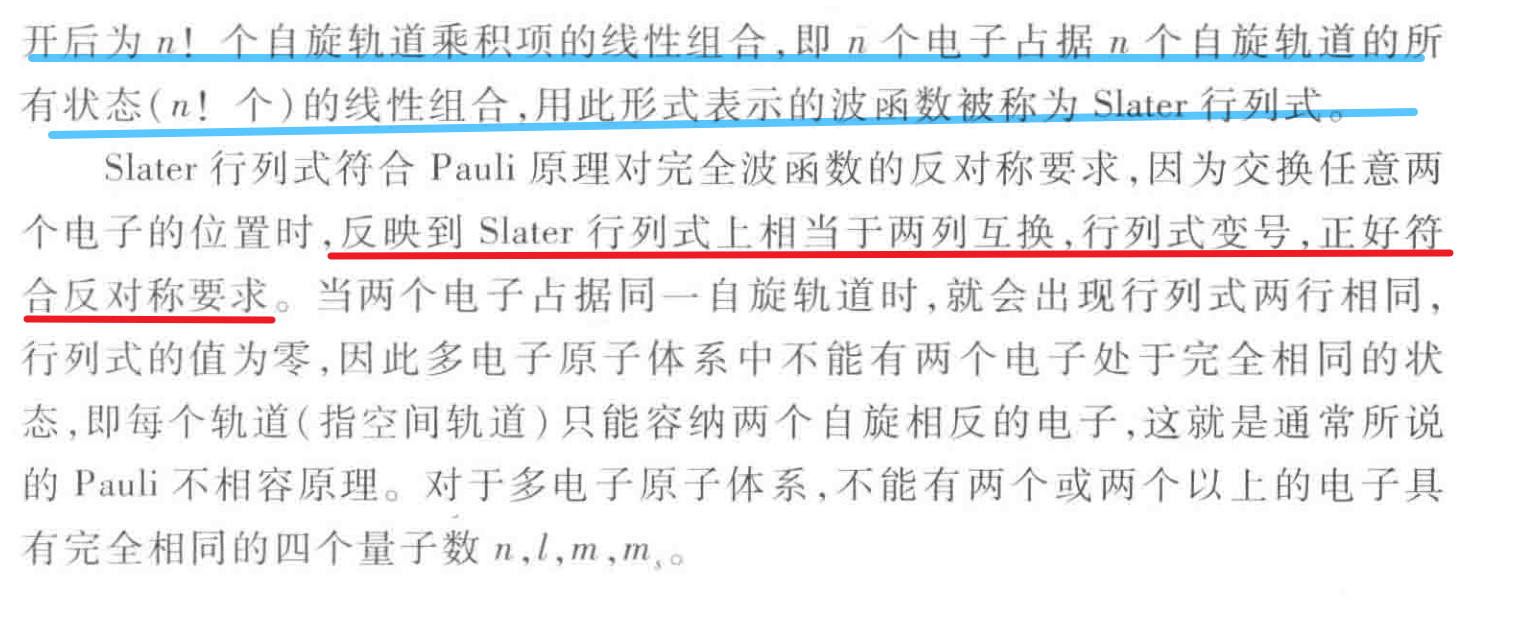 开后为 n！个自旋轨道乘积项的线性组合,即 n 个电子占据 n 个自旋轨道的所
有状态(n！个)的线性组合,用此形式表示的波函数被称为 Slater 行列式。
Slater 行列式符合 Pauli 原理对完全波函数的反对称要求,因为交换任意两
个电子的位置时,反映到 Slater 行列式上相当于两列互换,行列式变号,正好符
合反对称要求。当两个电子占据同一自旋轨道时,就会出现行列式两行相同,
行列式的值为零,因此多电子原子体系中不能有两个电子处于完全相同的状
态,即每个轨道(指空间轨道)只能容纳两个自旋相反的电子,这就是通常所说
的 Pauli 不相容原理。对于多电子原子体系,不能有两个或两个以上的电子具
有完全相同的四个量子数 n,l,m,mₛ。